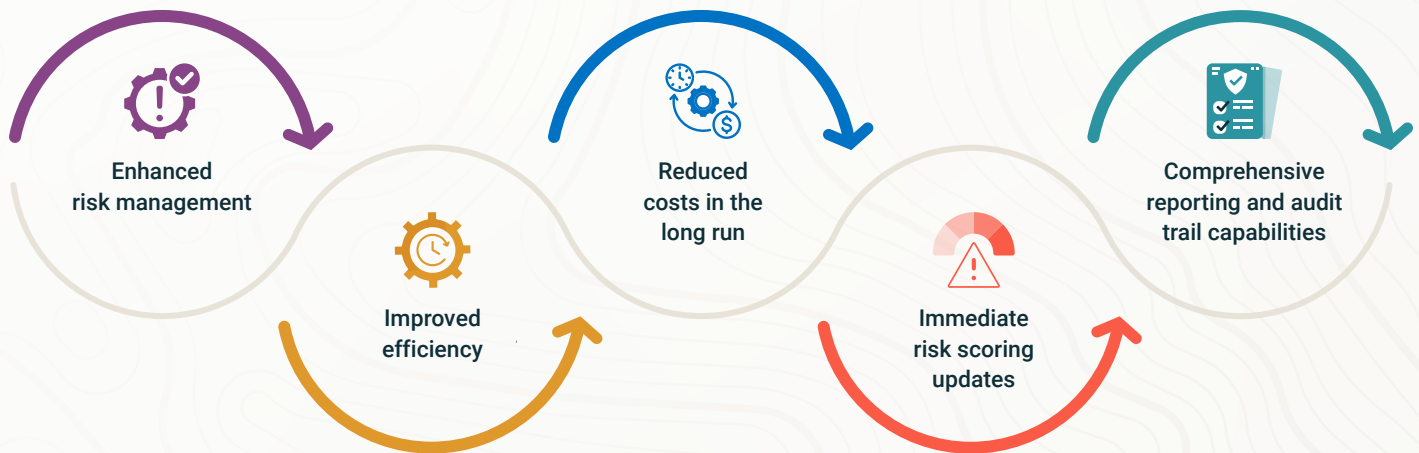 Enhanced
risk management
Improved
efficiency
Reduced
costs in the
long run
Immediate
risk scoring
updates
Comprehensive
reporting and audit
trail capabilities